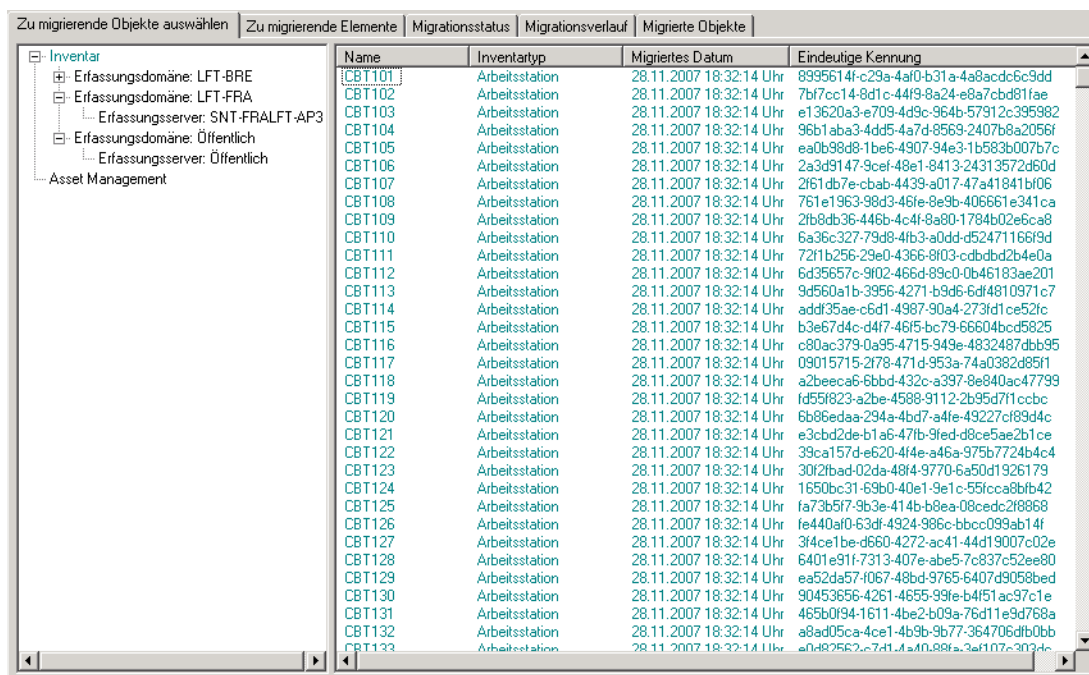 Zu migrierende Objekte auswählen Zu migrierende Elemente Migrationsstatus Migrationsverlauf Migrierte Objekte
Inventar
Erfassungsdomäne: LFT-BRE
Erfassungsdomäne: LFT-FRA
Erfassungsserver: SNT-FRALFT-AP3
Erfassungsdomäne: Öffentlich
Erfassungsserver: Öffentlich
Asset Management
Name Inventartyp Migriertes Datum Eindeutige Kennung
CBT101 Arbeitsstation 28.11.2007 18:32:14 Uhr 8995614f-c29a-4af0-b31a-4a8acdc6c9dd
CBT102 Arbeitsstation 28.11.2007 18:32:14 Uhr 7bf7cc14-8d1c-44f9-8a24-e8a7cbd81fae
CBT103 Arbeitsstation 28.11.2007 18:32:14 Uhr e13620a3-e709-4d9c-964b-57912c395982
CBT104 Arbeitsstation 28.11.2007 18:32:14 Uhr 96b1aba3-4dd5-4a7d-8569-2407b8a2056f
CBT105 Arbeitsstation 28.11.2007 18:32:14 Uhr ea0b98d8-1be6-4907-94e3-1b583b007b7c
CBT106 Arbeitsstation 28.11.2007 18:32:14 Uhr 2a3d9147-9cef-48e1-8413-24313572d60d
CBT107 Arbeitsstation 28.11.2007 18:32:14 Uhr 2f61db7e-cbab-4439-a017-47a41841bf06
CBT108 Arbeitsstation 28.11.2007 18:32:14 Uhr 761e1963-98d3-46fe-8e9b-406661e341ca
CBT109 Arbeitsstation 28.11.2007 18:32:14 Uhr 2fb8db36-446b-4c4f-8a80-1784b02e6ca8
CBT110 Arbeitsstation 28.11.2007 18:32:14 Uhr 6a36c327-79d8-4fb3-a0dd-d52471166f9d
CBT111 Arbeitsstation 28.11.2007 18:32:14 Uhr 72f1b256-29e0-4366-8f03-cdbdbd2b4e0a
CBT112 Arbeitsstation 28.11.2007 18:32:14 Uhr 6d35657c-9f02-466d-89c0-0b46183ae201
CBT113 Arbeitsstation 28.11.2007 18:32:14 Uhr 9d560a1b-3956-4271-b9d6-6df4810971c7
CBT114 Arbeitsstation 28.11.2007 18:32:14 Uhr addf35ae-c6d1-4987-90a4-273fd1ce52fc
CBT115 Arbeitsstation 28.11.2007 18:32:14 Uhr b3e67d4c-d4f7-46f5-bc79-66604bcd5825
CBT116 Arbeitsstation 28.11.2007 18:32:14 Uhr c80ac379-0a95-4715-949e-4832487dbb95
CBT117 Arbeitsstation 28.11.2007 18:32:14 Uhr 09015715-2f78-471d-953a-74a0382d85f1
CBT118 Arbeitsstation 28.11.2007 18:32:14 Uhr a2beeca6-6bbd-432c-a397-8e840ac47799
CBT119 Arbeitsstation 28.11.2007 18:32:14 Uhr fd55f823-a2be-4588-9112-2b95d7f1ccbc
CBT120 Arbeitsstation 28.11.2007 18:32:14 Uhr 6b86edaa-294a-4bd7-a4fe-49227cf89d4c
CBT121 Arbeitsstation 28.11.2007 18:32:14 Uhr e3cbd2de-b1a6-47fb-9fed-d8ce5ae2b1ce
CBT122 Arbeitsstation 28.11.2007 18:32:14 Uhr 39ca157d-e620-4f4e-a46a-975b7724b4c4
CBT123 Arbeitsstation 28.11.2007 18:32:14 Uhr 30f2fbad-02da-48f4-9770-6a50d1926179
CBT124 Arbeitsstation 28.11.2007 18:32:14 Uhr 1650bc31-69b0-40e1-9e1c-55fcca8bfb42
CBT125 Arbeitsstation 28.11.2007 18:32:14 Uhr fa73b5f7-9b3e-414b-b8ea-08cedc2f8868
CBT126 Arbeitsstation 28.11.2007 18:32:14 Uhr fe440af0-63df-4924-986c-bbcc099ab14f
CBT127 Arbeitsstation 28.11.2007 18:32:14 Uhr 3f4ce1be-d660-4272-ac41-44d19007c02e
CBT128 Arbeitsstation 28.11.2007 18:32:14 Uhr 6401e91f-7313-407e-abe5-7c837c52ee80
CBT129 Arbeitsstation 28.11.2007 18:32:14 Uhr ea52da57-f067-48bd-9765-6407d9058bed
CBT130 Arbeitsstation 28.11.2007 18:32:14 Uhr 90453656-4261-4655-99fe-b4f51ac97c1e
CBT131 Arbeitsstation 28.11.2007 18:32:14 Uhr 465b0f94-1611-4be2-b09a-76d11e9d768a
CBT132 Arbeitsstation 28.11.2007 18:32:14 Uhr a8ad05ca-4ce1-4b9b-9b77-364706dfb0bb
CBT133 Arbeitsstation 28.11.2007 18:32:14 Uhr e0d82562-c7d1-4a40-88fa-3ef107c303dc